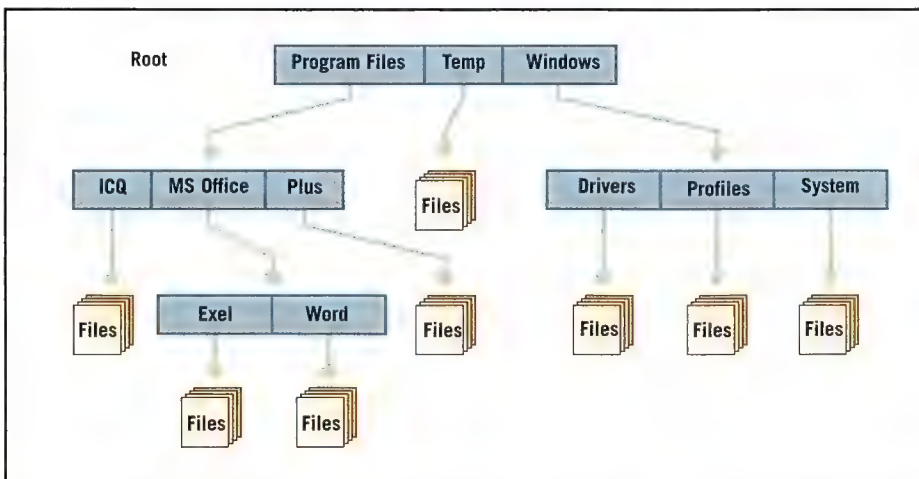 Root
Program Files Temp Windows
ICQ MS Office Plus
Files
Drivers Profiles System
Files
Exel Word
Files
Files
Files
Files
Files
Files